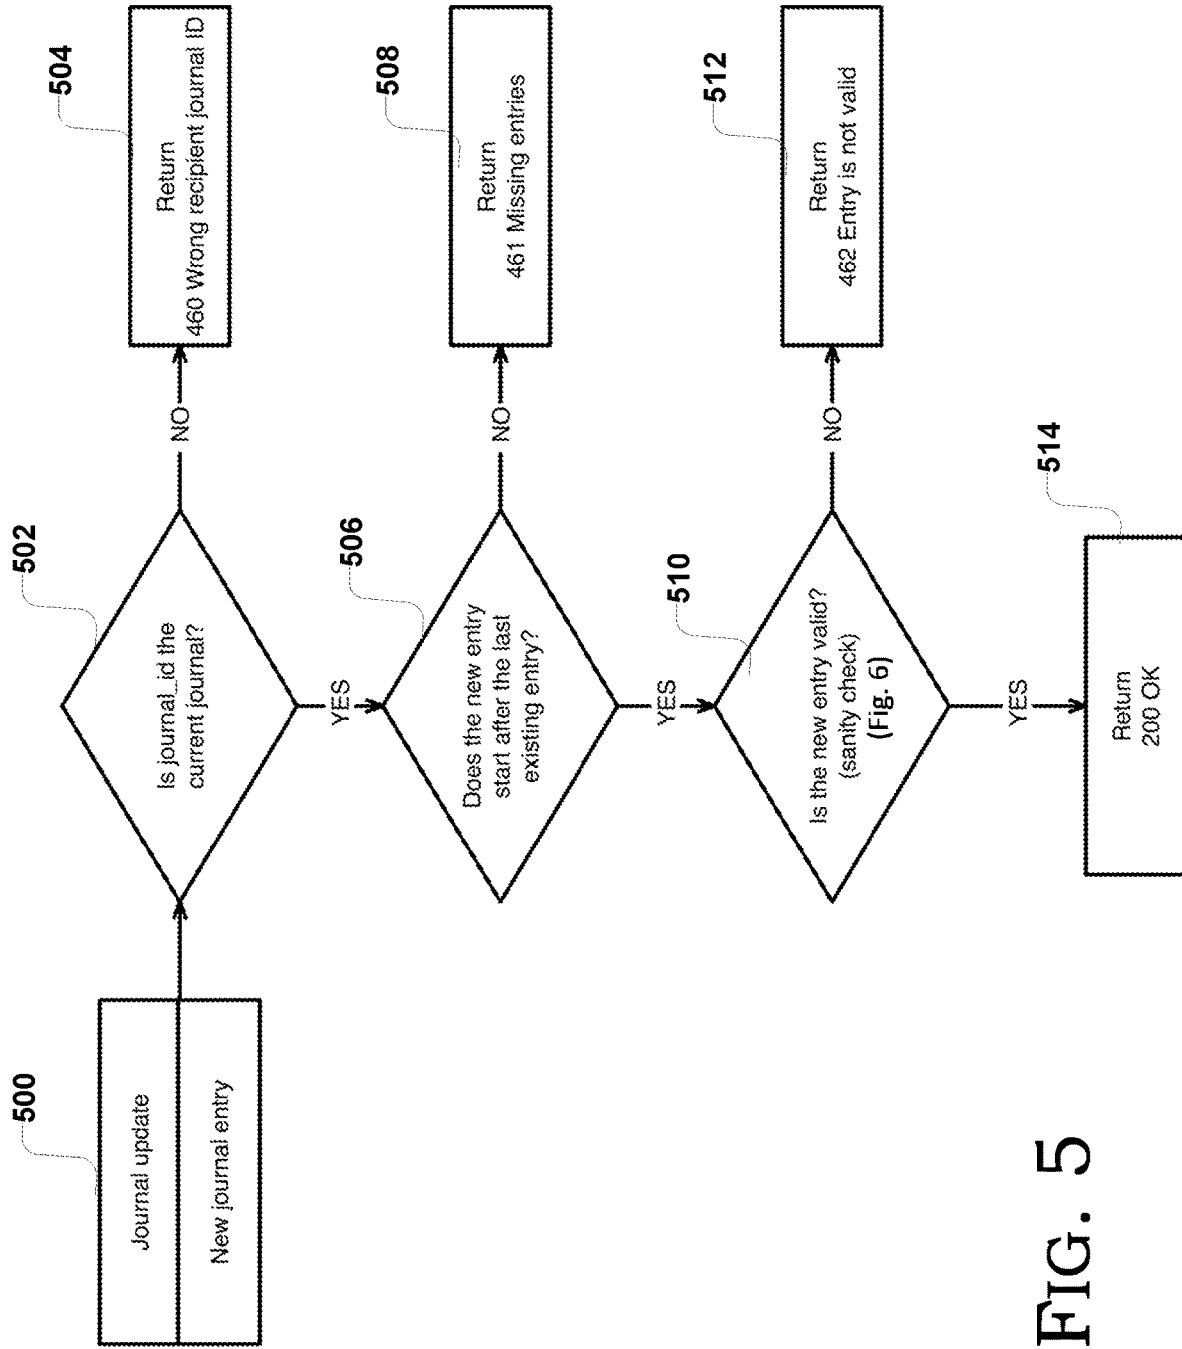 500
Journal update
New journal entry
502
Is journal_id the
current journal?
NO
504
Return
460 Wrong recipient journal ID
YES
506
Does the new entry
start after the last
existing entry?
NO
508
Return
461 Missing entries
YES
510
Is the new entry valid?
(sanity check)
(Fig. 6)
NO
512
Return
462 Entry is not valid
YES
514
Return
200 OK
FIG. 5